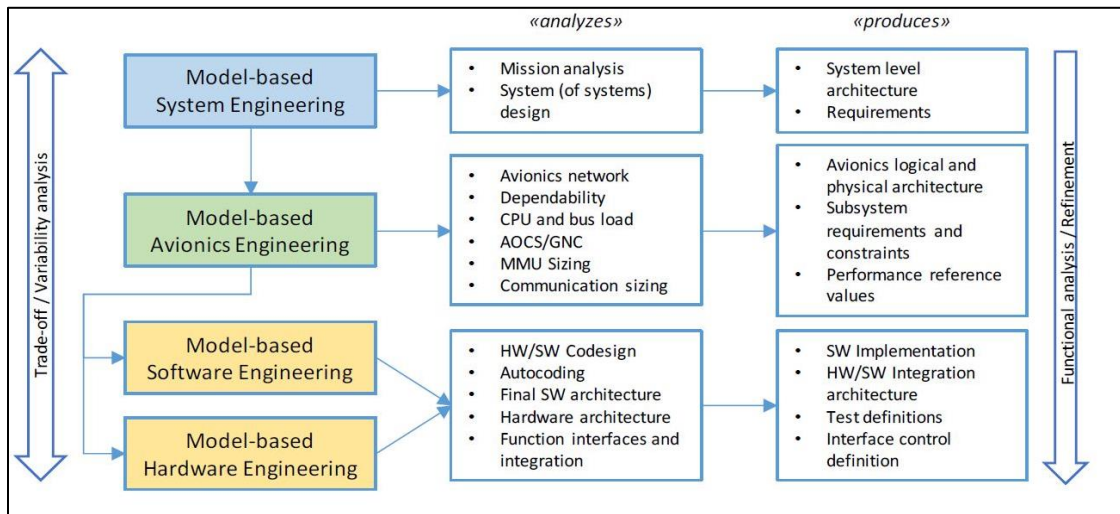 «analyzes»
«produces»
Trade-off / Variability analysis
Model-based
System Engineering
• Mission analysis
• System (of systems)
design
• System level
architecture
• Requirements
Model-based
Avionics Engineering
• Avionics network
• Dependability
• CPU and bus load
• AOCS/GNC
• MMU Sizing
• Communication sizing
• Avionics logical and
physical architecture
• Subsystem
requirements and
constraints
• Performance reference
values
Model-based
Software Engineering
Model-based
Hardware Engineering
• HW/SW Codesign
• Autocoding
• Final SW architecture
• Hardware architecture
• Function interfaces and
integration
• SW Implementation
• HW/SW Integration
architecture
• Test definitions
• Interface control
definition
Functional analysis / Refinement